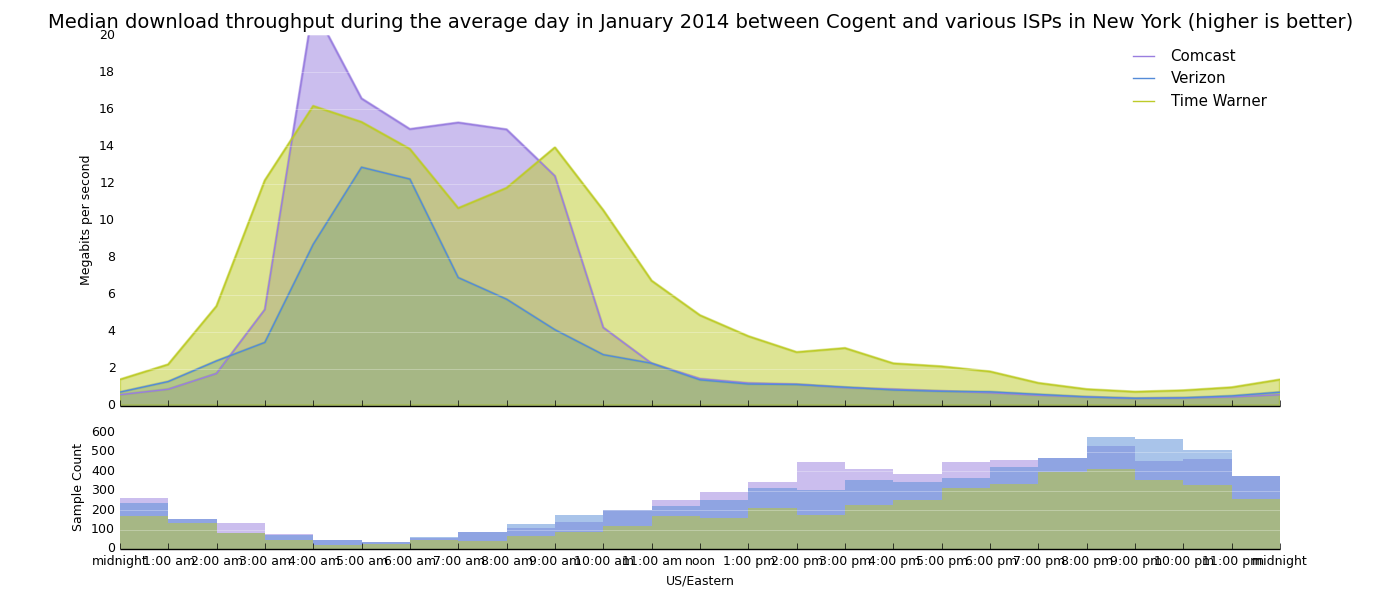 Median download throughput during the average day in January 2014 between Cogent and various ISPs in New York (higher is better)
Comcast
Verizon
Time Warner
Megabits per second
20
18
16
14
12
10
8
6
4
2
0
Sample Count
600
500
400
300
200
100
0
midnight 1:00 am 2:00 am 3:00 am 4:00 am 5:00 am 6:00 am 7:00 am 8:00 am 9:00 am 10:00 am 11:00 am noon 1:00 pm 2:00 pm 3:00 pm 4:00 pm 5:00 pm 6:00 pm 7:00 pm 8:00 pm 9:00 pm 10:00 pm 11:00 pm midnight
US/Eastern